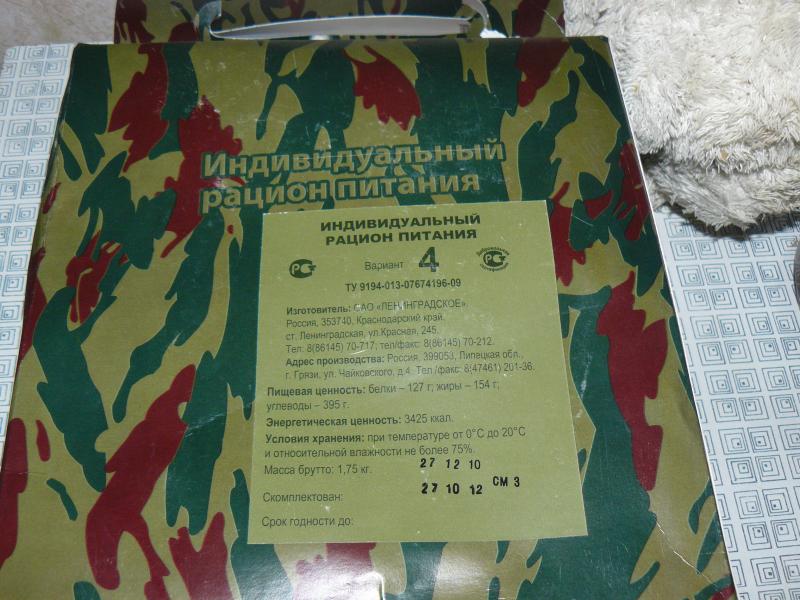 Индивидуальный
рацион питания
ИНДИВИДУАЛЬНЫЙ
РАЦИОН ПИТАНИЯ
Вариант 4
РСТ
Добровольная сертификация
ТУ 9194-013-07674196-09
Изготовитель: ОАО «ЛЕНИНГРАДСКОЕ».
Россия, 353740, Краснодарский край.
ст. Ленинградская, ул.Красная, 245.
Тел: 8(86145) 70-717; тел/факс: 8(86145) 70-212.
Адрес производства: Россия, 399053, Липецкая обл.,
г. Грязи, ул. Чайковского, д.4. Тел./факс: 8(47461) 201-36.
Пищевая ценность: белки – 127 г; жиры – 154 г;
углеводы – 395 г.
Энергетическая ценность: 3425 ккал.
Условия хранения: при температуре от 0°С до 20°С
и относительной влажности не более 75%.
Масса брутто: 1,75 кг.
27 12 10
Скомплектован:
27 10 12 СМ 3
Срок годности до: